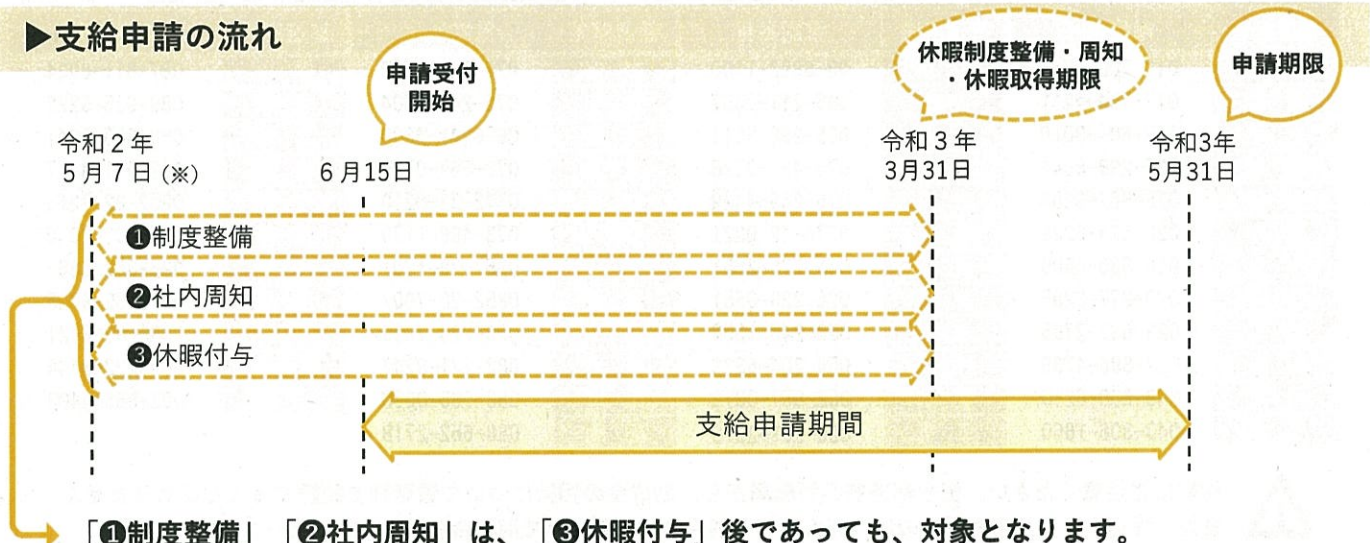 ▶支給申請の流れ
申請受付
開始
休暇制度整備・周知
・休暇取得期限
申請期限
令和2年
5月7日(※)
6月15日
令和3年
3月31日
令和3年
5月31日
❶制度整備
❷社内周知
❸休暇付与
支給申請期間
「❶制度整備」「❷社内周知」は、「❸休暇付与」後であっても、対象となります。